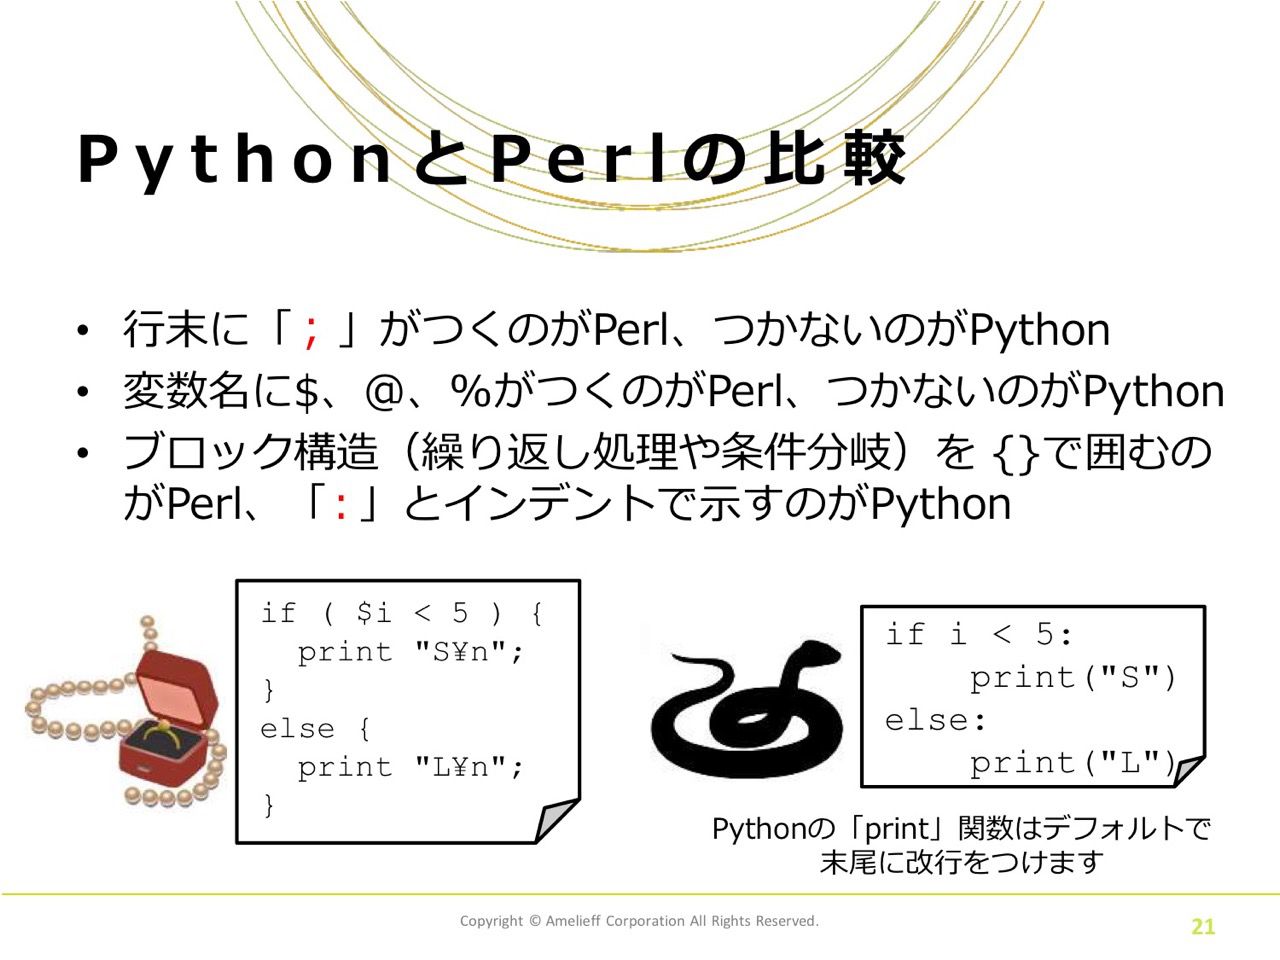 PythonとPerlの比較
• 行末に「;」がつくのがPerl、つかないのがPython
• 変数名に$、@、%がつくのがPerl、つかないのがPython
• ブロック構造（繰り返し処理や条件分岐）を {}で囲むの
がPerl、「:」とインデントで示すのがPython
if ( $i < 5 ) {
  print "S¥n";
}
else {
  print "L¥n";
}
if i < 5:
    print("S")
else:
    print("L")
Pythonの「print」関数はデフォルトで
末尾に改行をつけます
Copyright © Amelieff Corporation All Rights Reserved.
21